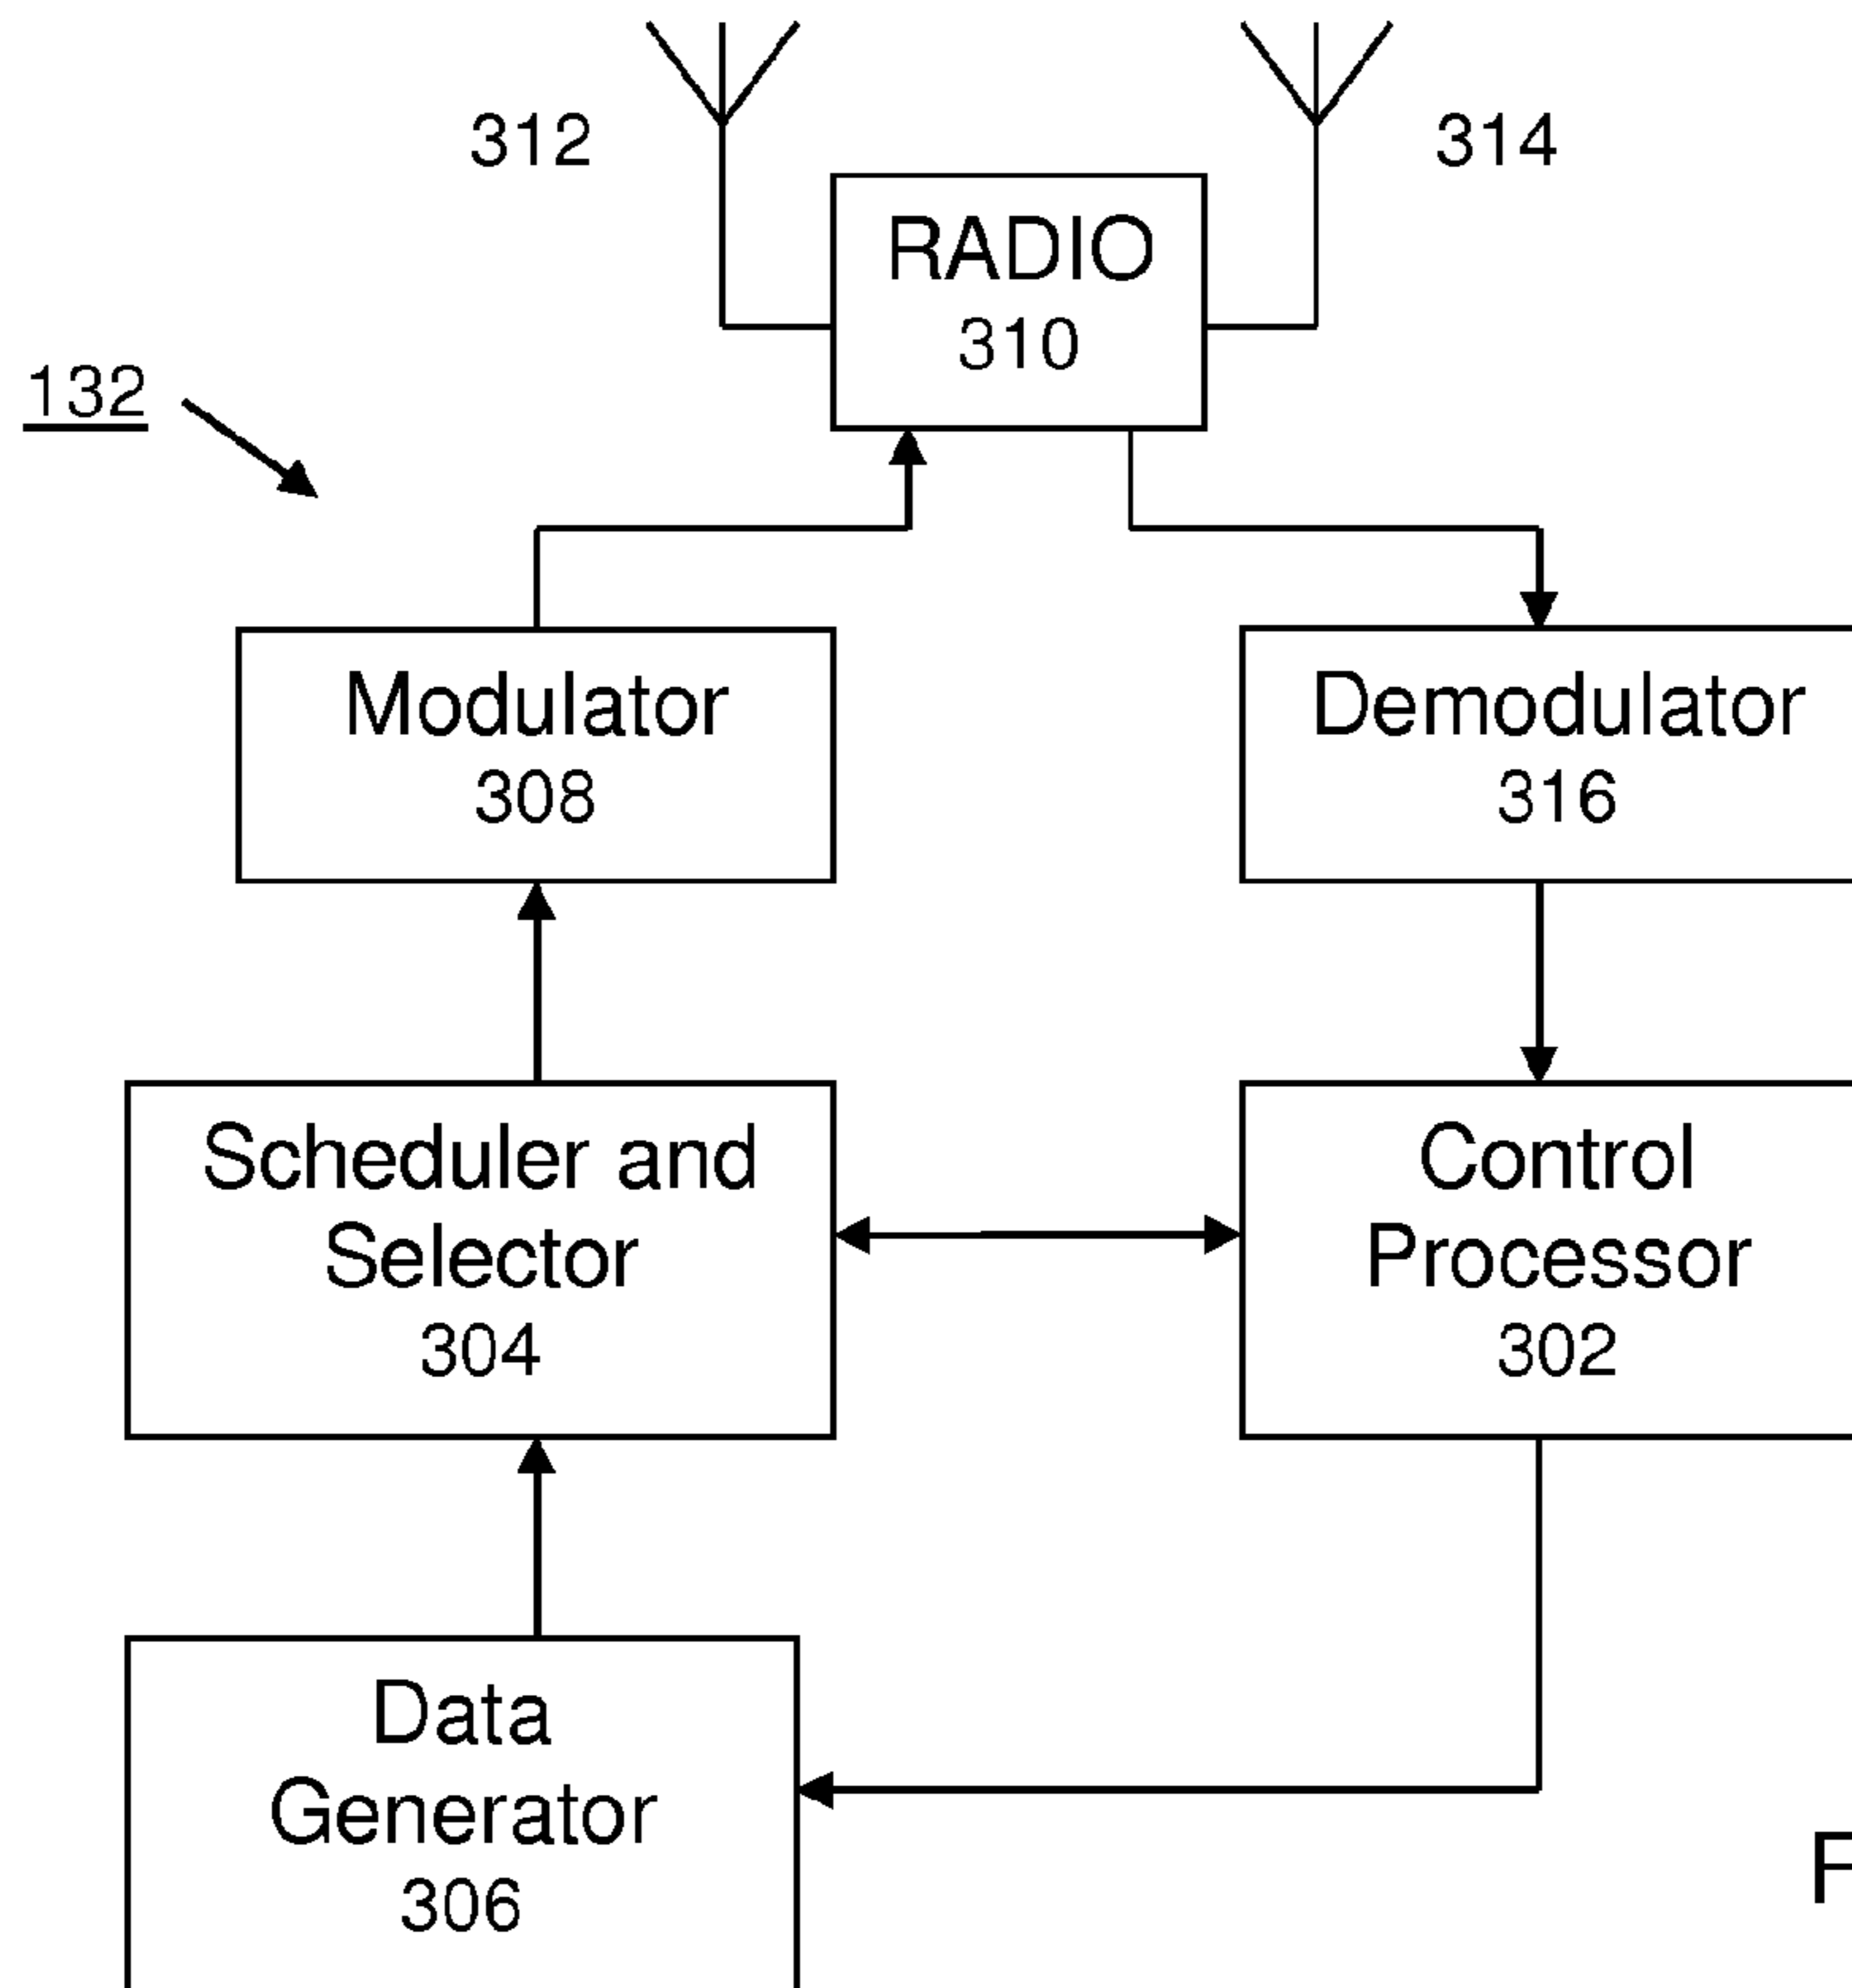 312
314
RADIO
310
132
Modulator
308
Demodulator
316
Scheduler and
Selector
304
Control
Processor
302
Data
Generator
306